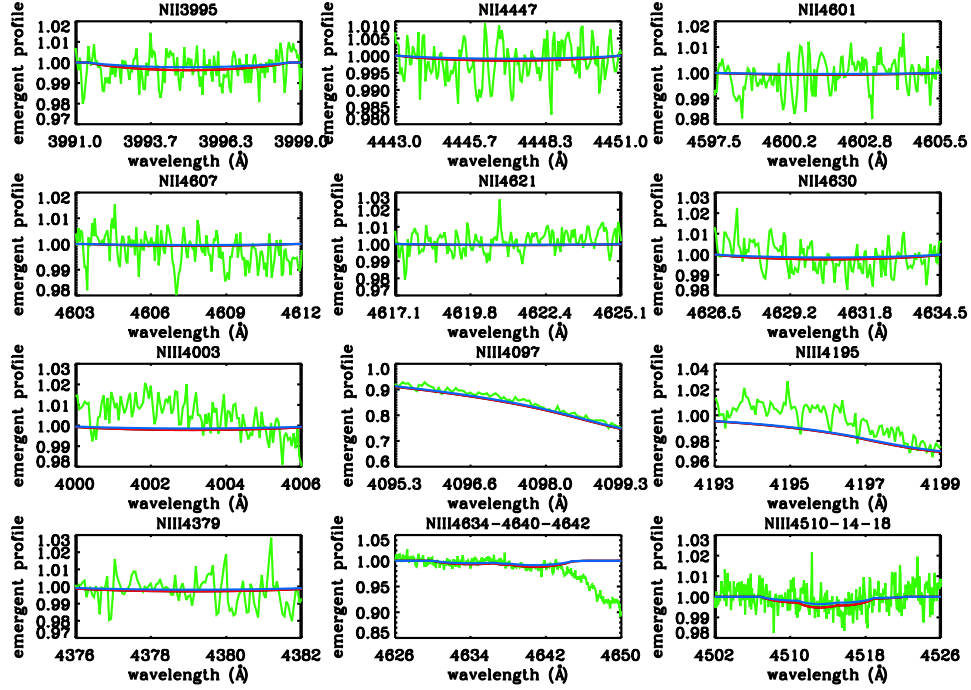 NII3995 NII4447 NII4601
emergent profile 1.02 1.01 1.00 0.99 0.98 0.97
emergent profile 1.010 1.005 1.000 0.995 0.990 0.985 0.980
emergent profile 1.02 1.01 1.00 0.99 0.98
3991.0 3993.7 3996.3 3999.0 4443.0 4445.7 4448.3 4451.0 4597.5 4600.2 4602.8 4605.5
wavelength (Å) wavelength (Å) wavelength (Å)
NII4607 NII4621 NII4630
emergent profile 1.02 1.01 1.00 0.99 0.98
emergent profile 1.03 1.02 1.01 1.00 0.99 0.98 0.97
emergent profile 1.03 1.02 1.01 1.00 0.99 0.98
4603 4606 4609 4612 4617.1 4619.8 4622.4 4625.1 4626.5 4629.2 4631.8 4634.5
wavelength (Å) wavelength (Å) wavelength (Å)
NIII4003 NIII4097 NIII4195
emergent profile 1.03 1.02 1.01 1.00 0.99 0.98
emergent profile 1.0 0.9 0.8 0.7 0.6
emergent profile 1.04 1.02 1.00 0.98 0.96
4000 4002 4004 4006 4095.3 4096.6 4098.0 4099.3 4193 4195 4197 4199
wavelength (Å) wavelength (Å) wavelength (Å)
NIII4379 NIII4634-4640-4642 NIII4510-14-18
emergent profile 1.03 1.02 1.01 1.00 0.99 0.98 0.97
emergent profile 1.05 1.00 0.95 0.90 0.85
emergent profile 1.03 1.02 1.01 1.00 0.99 0.98
4376 4378 4380 4382 4626 4634 4642 4650 4502 4510 4518 4526
wavelength (Å) wavelength (Å) wavelength (Å)